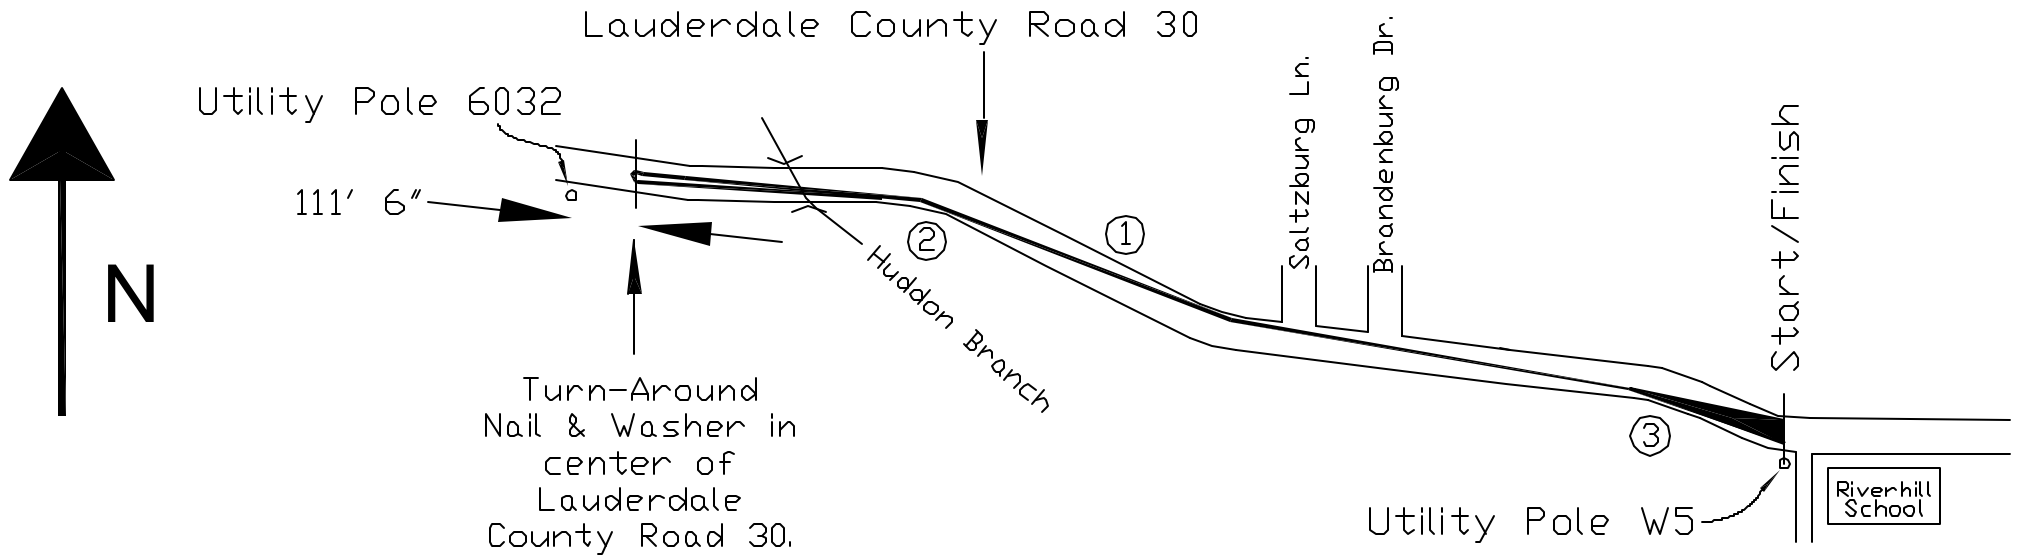 Lauderdale County Road 30
Utility Pole 6032
111' 6"
N
Saltzburg Ln.
Brandenburg Dr.
Start/Finish
1
2
3
Huddon Branch
Turn-Around
Nail & Washer in
center of
Lauderdale
County Road 30.
Utility Pole W5
Riverhill
School